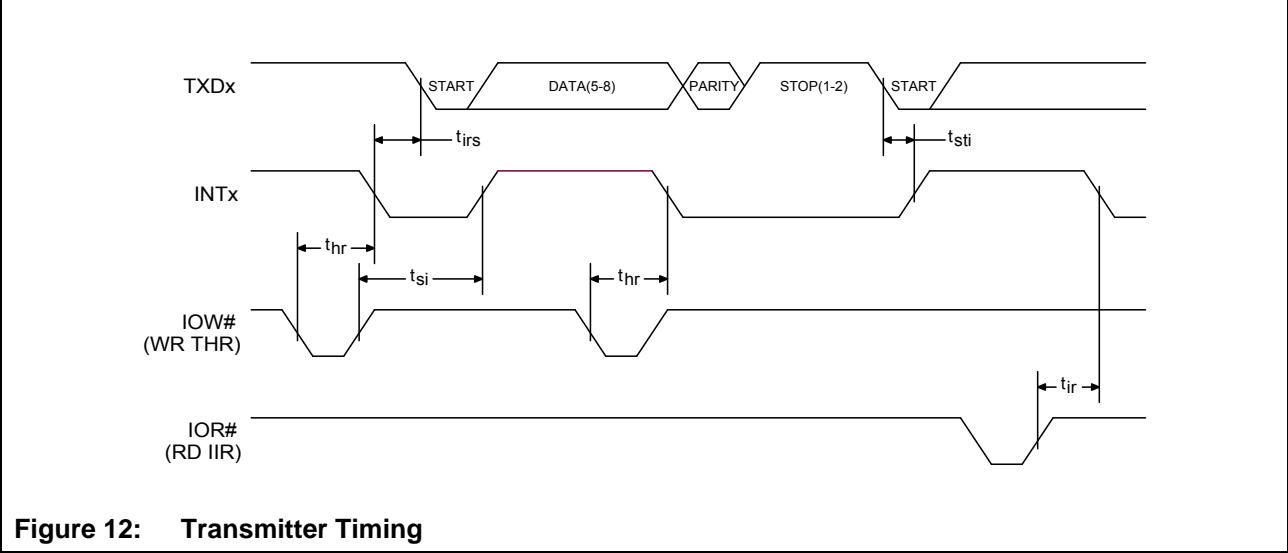 TXDx
START
DATA(5-8)
PARITY
STOP(1-2)
START
tirs
tsti
INTx
thr
tsi
thr
IOW#
(WR THR)
tir
IOR#
(RD IIR)
Figure 12: Transmitter Timing